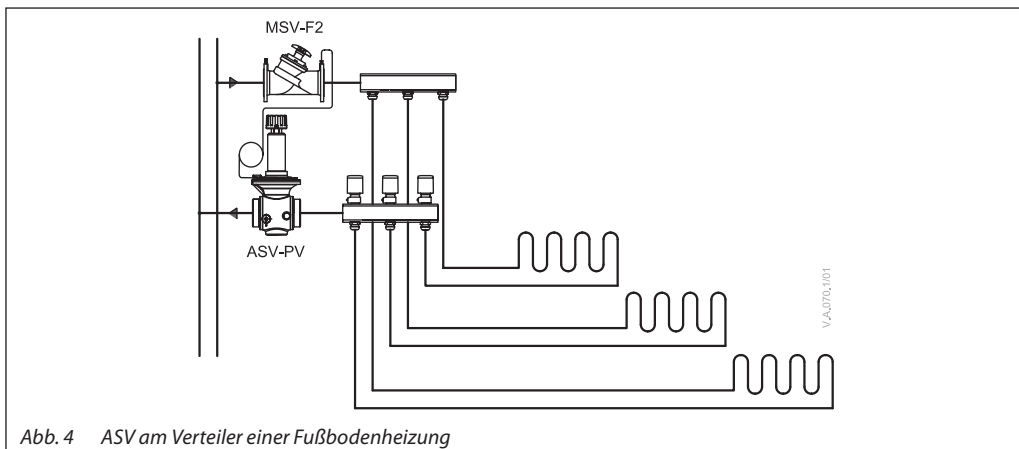 MSV-F2
ASV-PV
V.A.070.1/01
Abb. 4 ASV am Verteiler einer Fußbodenheizung